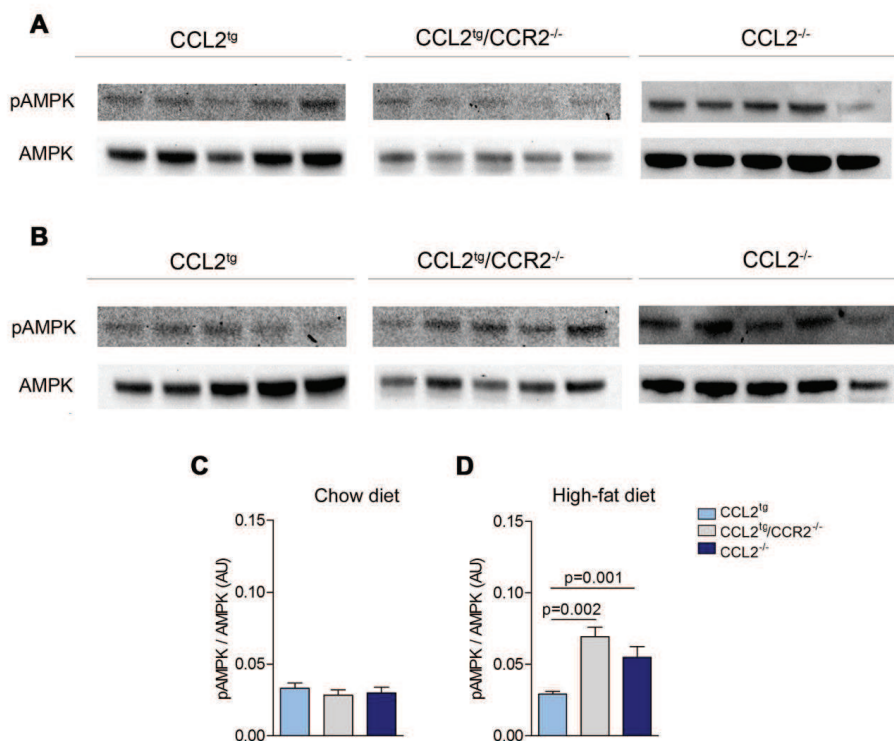 A
CCL2tg CCL2tg/CCR2-/- CCL2-/-
pAMPK
AMPK
B
CCL2tg CCL2tg/CCR2-/- CCL2-/-
pAMPK
AMPK
C
Chow diet
pAMPK / AMPK (AU)
0.15
0.10
0.05
0.00
D
High-fat diet
pAMPK / AMPK (AU)
0.15
0.10
0.05
0.00
p=0.001
p=0.002
CCL2tg
CCL2tg/CCR2-/-
CCL2-/-